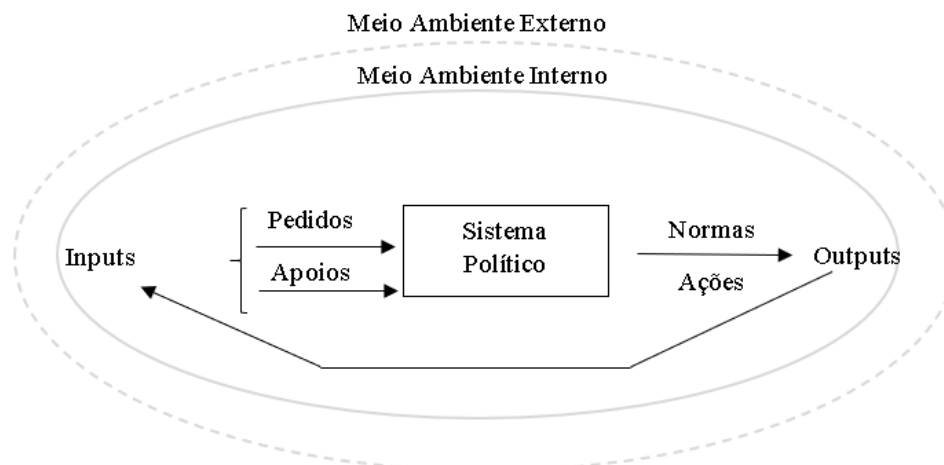 Meio Ambiente Externo
Meio Ambiente Interno
Inputs
Pedidos
Apoios
Sistema
Político
Normas
Ações
Outputs